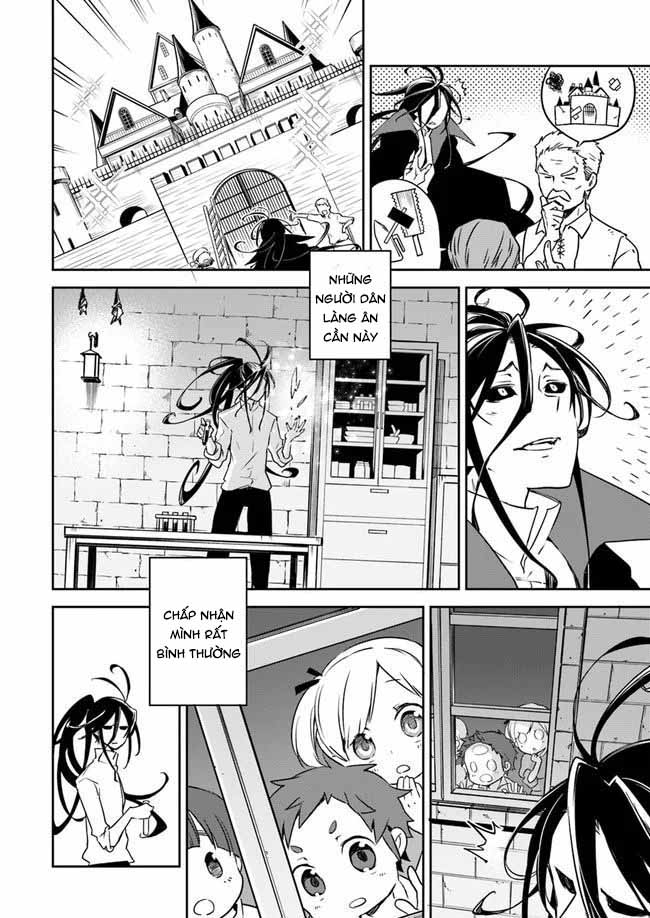 NHỮNG
NGƯỜI DÂN
LÀNG ÂN
CẦN NÀY
CHẤP NHẬN
MÌNH RẤT
BÌNH THƯỜNG